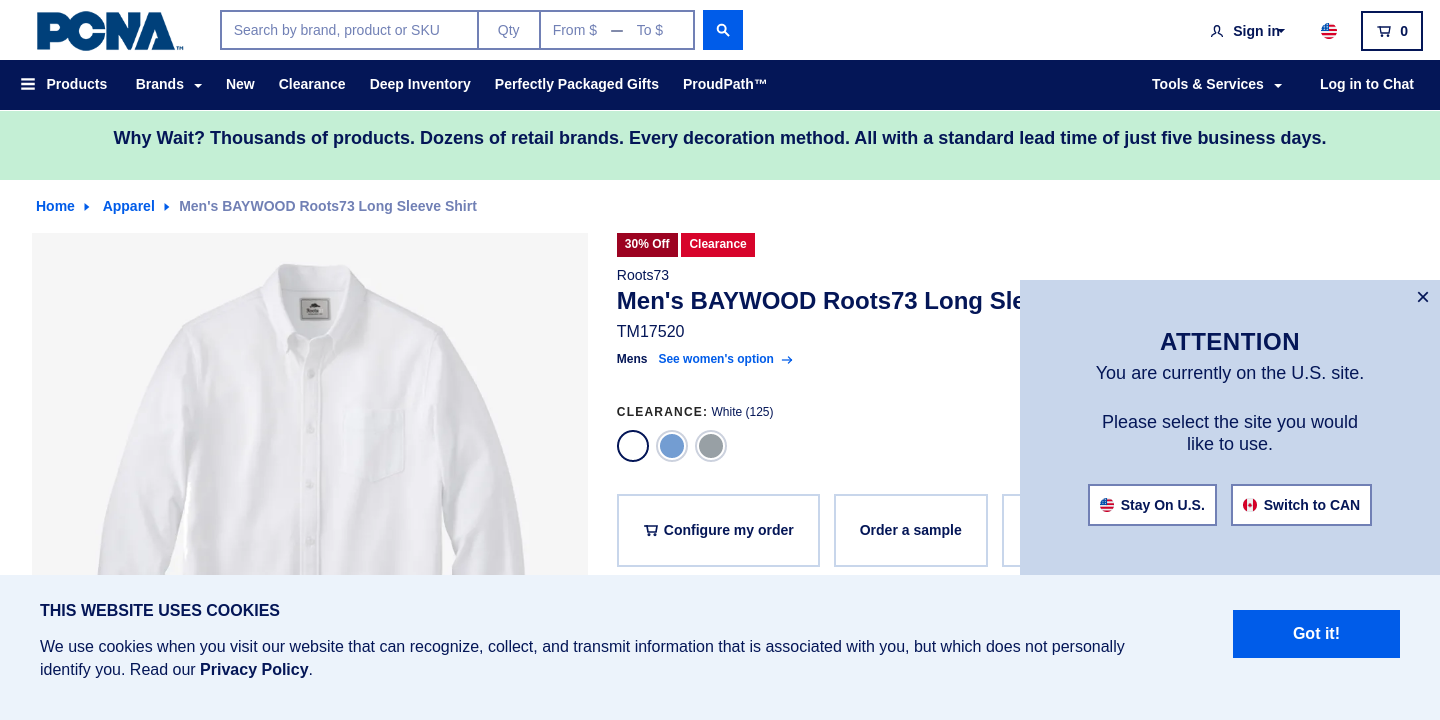 PCNA™
Search by brand, product or SKU
Qty
From $ — To $
Sign in
0
Products
Brands
New
Clearance
Deep Inventory
Perfectly Packaged Gifts
ProudPath™
Tools & Services
Log in to Chat
Why Wait? Thousands of products. Dozens of retail brands. Every decoration method. All with a standard lead time of just five business days.
Home
Apparel
Men's BAYWOOD Roots73 Long Sleeve Shirt
30% Off
Clearance
Roots73
Men's BAYWOOD Roots73 Long Sle
TM17520
Mens
See women's option
CLEARANCE: White (125)
Configure my order
Order a sample
×
ATTENTION
You are currently on the U.S. site.
Please select the site you would
like to use.
Stay On U.S.
Switch to CAN
THIS WEBSITE USES COOKIES
We use cookies when you visit our website that can recognize, collect, and transmit information that is associated with you, but which does not personally
identify you. Read our Privacy Policy.
Got it!